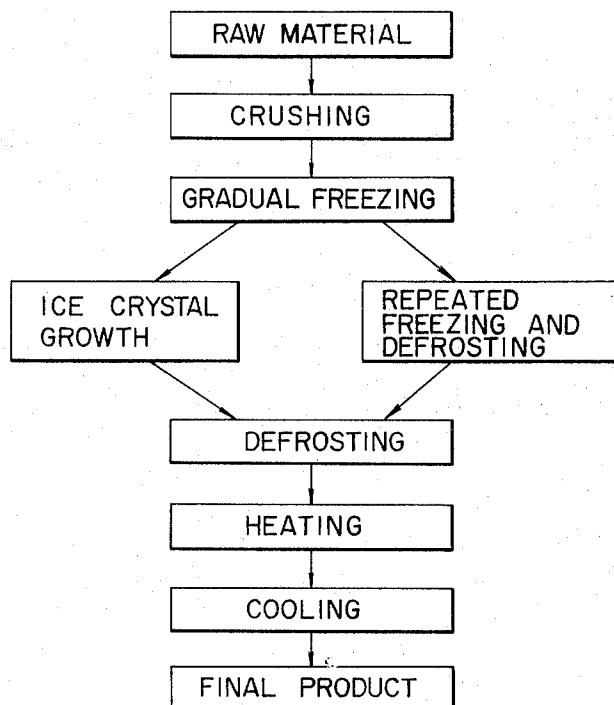 RAW MATERIAL
CRUSHING
GRADUAL FREEZING
ICE CRYSTAL
GROWTH
REPEATED
FREEZING AND
DEFROSTING
DEFROSTING
HEATING
COOLING
FINAL PRODUCT